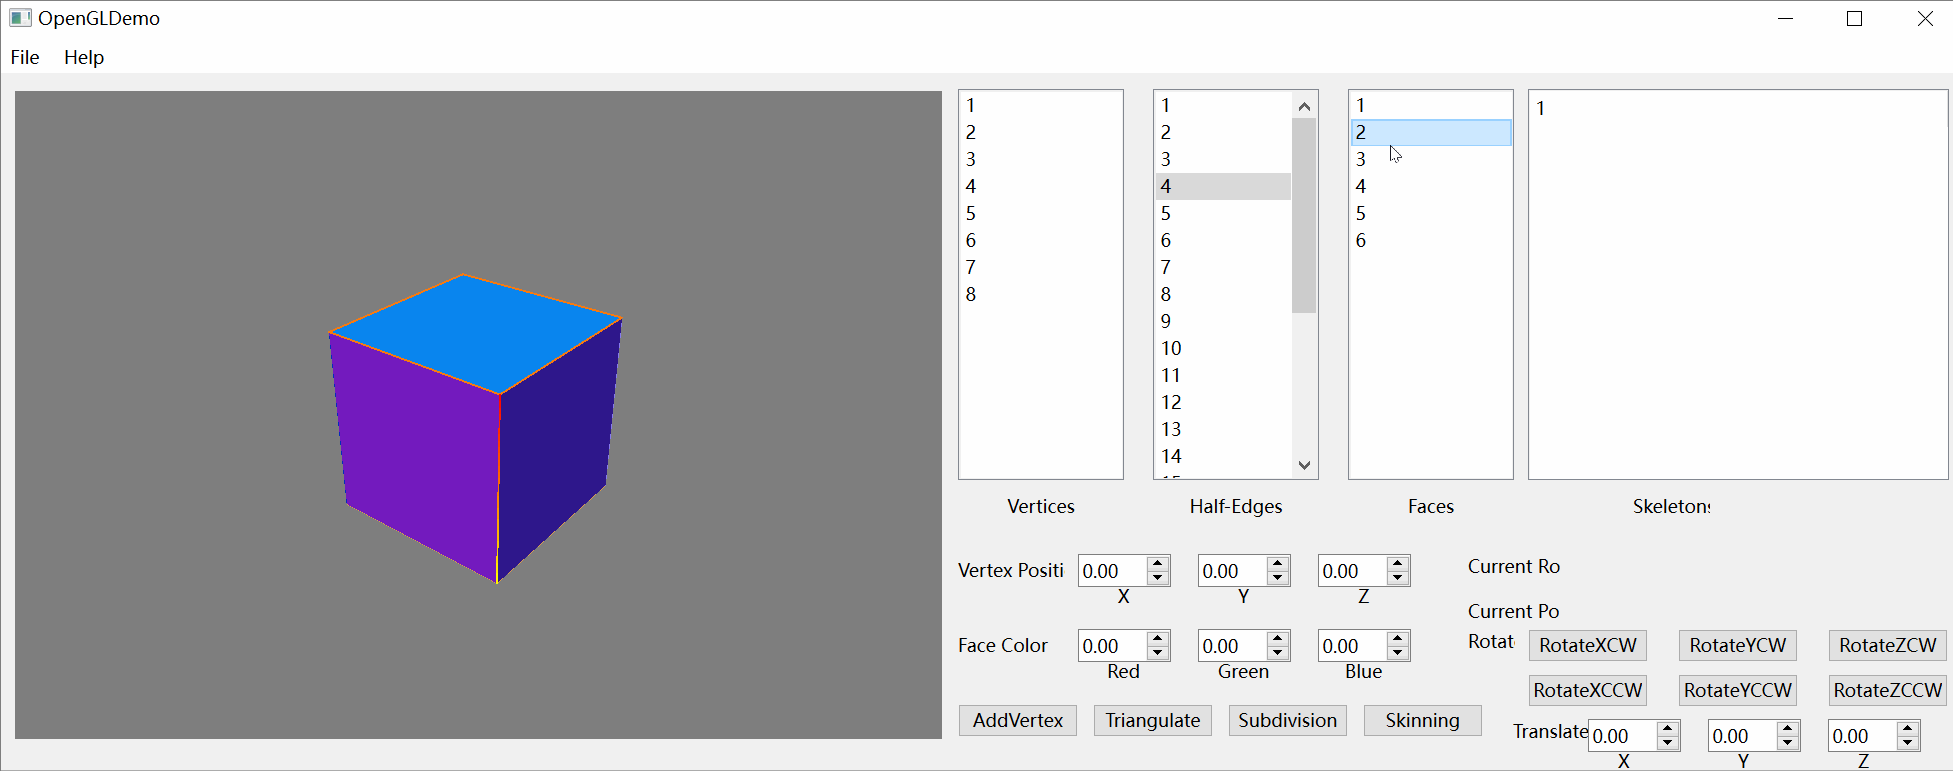 OpenGLDemo
File Help
1
2
3
4
5
6
7
8
Vertices
1
2
3
4
5
6
7
8
9
10
11
12
13
14
Half-Edges
1
2
3
4
5
6
Faces
1
Skeletons
Vertex Positi 0.00 0.00 0.00
X Y Z
Face Color 0.00 0.00 0.00
Red Green Blue
AddVertex Triangulate Subdivision Skinning
Current Ro
Current Po
Rotat RotateXCW RotateYCW RotateZCW
RotateXCCW RotateYCCW RotateZCCW
Translate 0.00 0.00 0.00
X Y Z